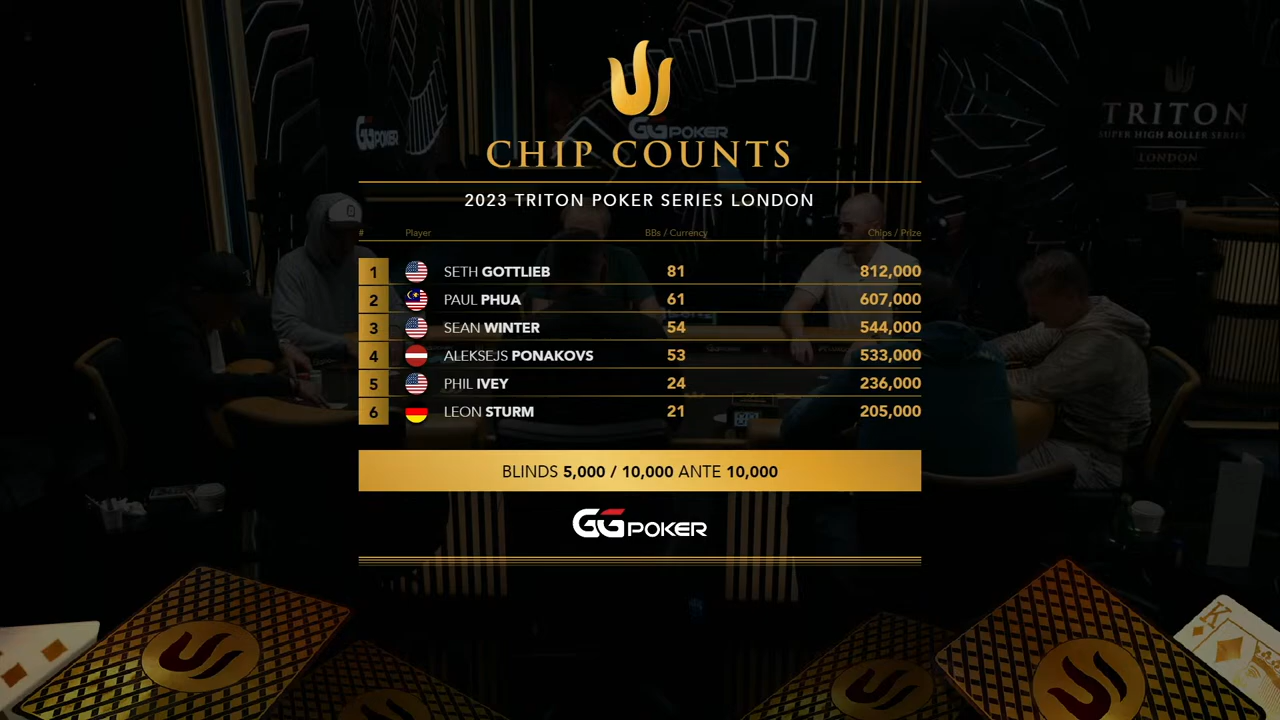 GGPOKER
GGPOKER
TRITON
SUPER HIGH ROLLER SERIES
LONDON
CHIP COUNTS
2023 TRITON POKER SERIES LONDON
# Player BBs / Currency Chips / Prize
1 SETH GOTTLIEB 81 812,000
2 PAUL PHUA 61 607,000
3 SEAN WINTER 54 544,000
4 ALEKSEJS PONAKOVS 53 533,000
5 PHIL IVEY 24 236,000
6 LEON STURM 21 205,000
BLINDS 5,000 / 10,000 ANTE 10,000
GGPOKER
K